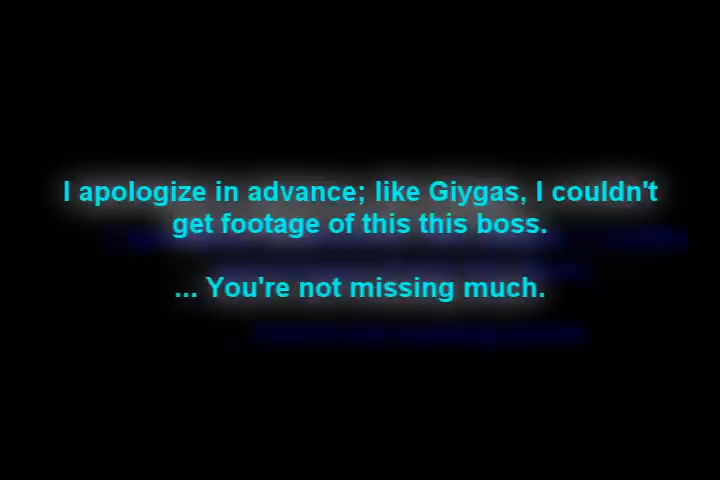 I apologize in advance; like Giygas, I couldn't
get footage of this this boss.
... You're not missing much.